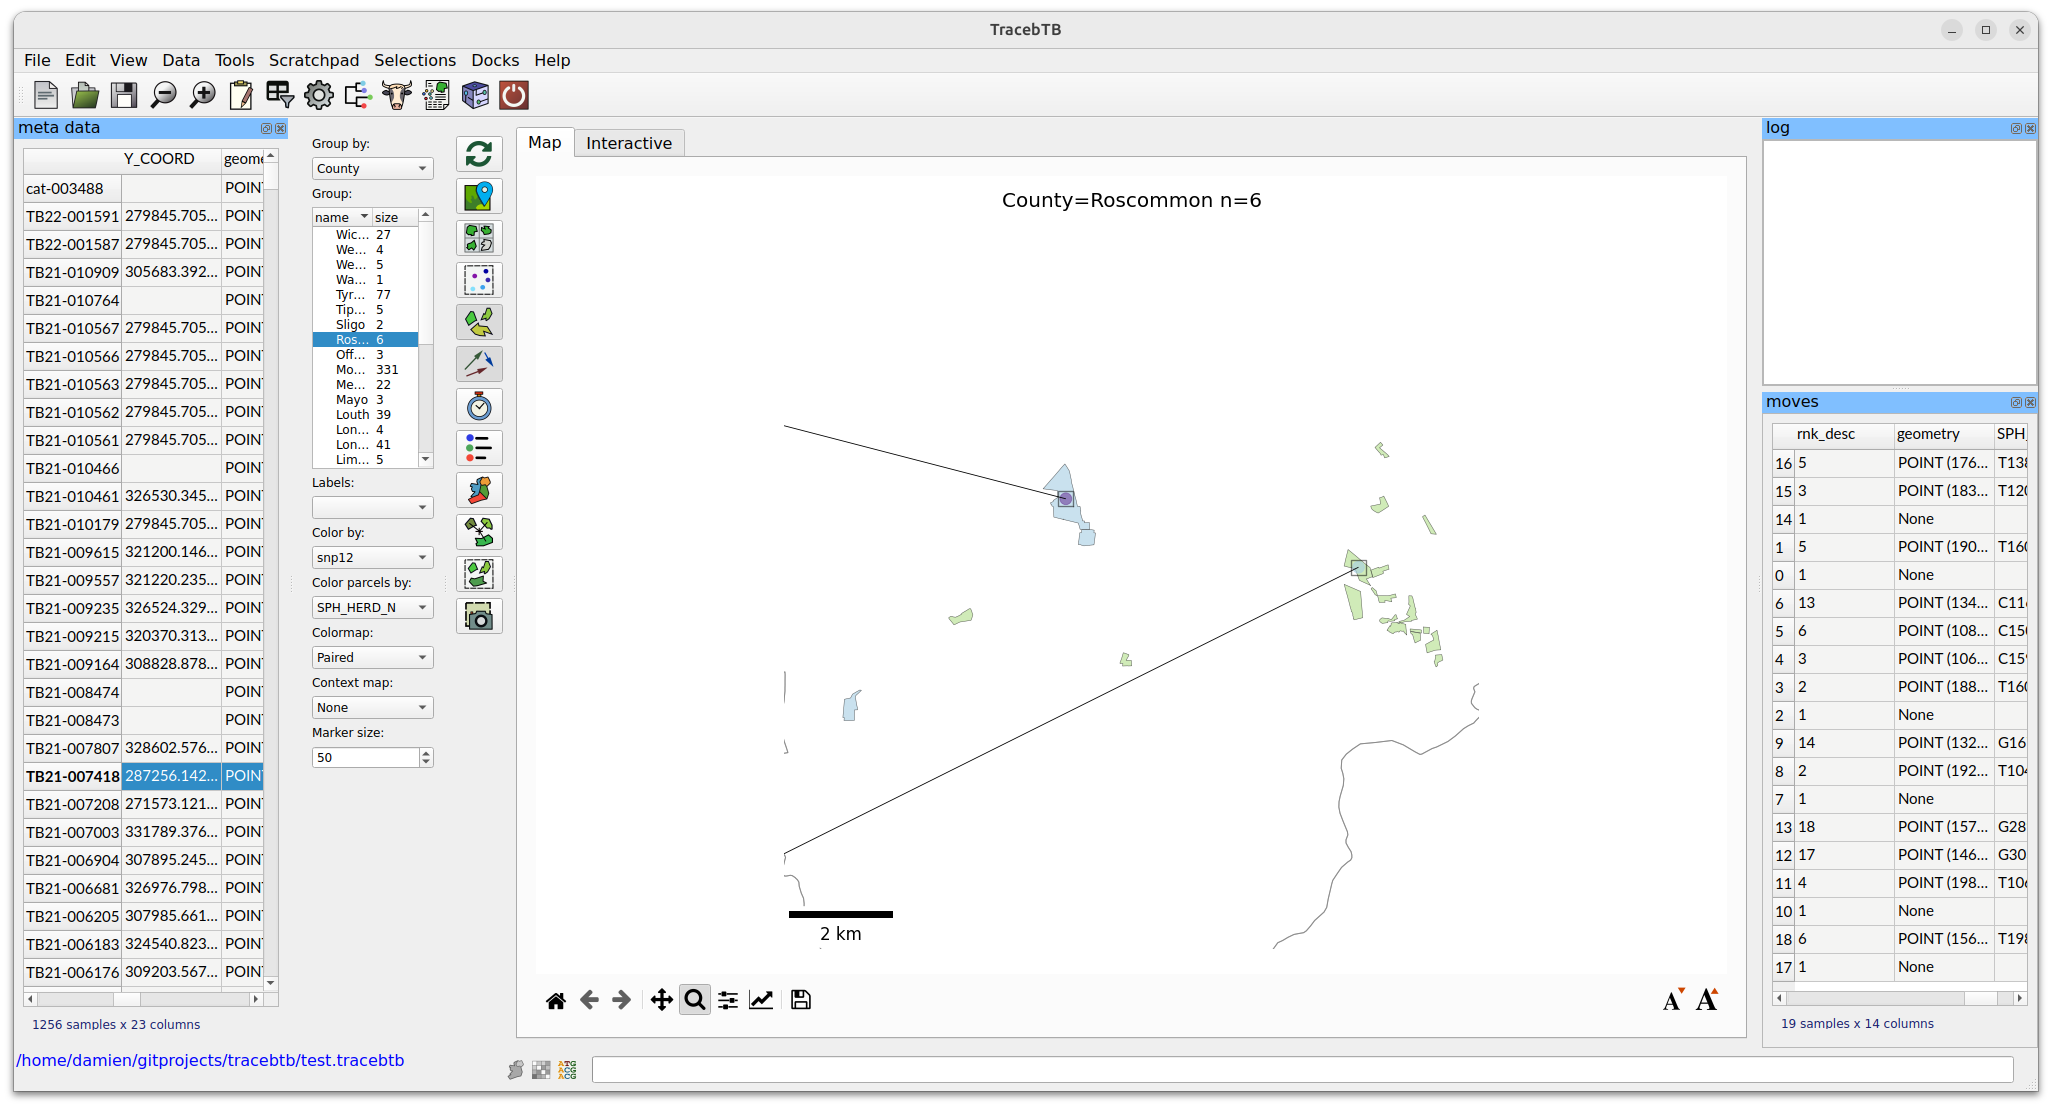 TracebTB
File Edit View Data Tools Scratchpad Selections Docks Help
meta data
Y_COORD geome
cat-003488 POIN
TB22-001591 279845.705... POIN
TB22-001587 279845.705... POIN
TB21-010909 305683.392... POIN
TB21-010764 POIN
TB21-010567 279845.705... POIN
TB21-010566 279845.705... POIN
TB21-010563 279845.705... POIN
TB21-010562 279845.705... POIN
TB21-010561 279845.705... POIN
TB21-010466 POIN
TB21-010461 326530.345... POIN
TB21-010179 279845.705... POIN
TB21-009615 321200.146... POIN
TB21-009557 321220.235... POIN
TB21-009235 326524.329... POIN
TB21-009215 320370.313... POIN
TB21-009164 308828.878... POIN
TB21-008474 POIN
TB21-008473 POIN
TB21-007807 328602.576... POIN
TB21-007418 287256.142... POIN
TB21-007208 271573.121... POIN
TB21-007003 331789.376... POIN
TB21-006904 307895.245... POIN
TB21-006681 326976.798... POIN
TB21-006205 307985.661... POIN
TB21-006183 324540.823... POIN
TB21-006176 309203.567... POIN
1256 samples x 23 columns
/home/damien/gitprojects/tracebtb/test.tracebtb
Group by:
County
Group:
name size
Wic... 27
We... 4
We... 5
Wa... 1
Tyr... 77
Tip... 5
Sligo 2
Ros... 6
Off... 3
Mo... 331
Me... 22
Mayo 3
Louth 39
Lon... 4
Lon... 41
Lim... 5
Labels:
Color by:
snp12
Color parcels by:
SPH_HERD_N
Colormap:
Paired
Context map:
None
Marker size:
50
Map Interactive
County=Roscommon n=6
2 km
A A
ATG
ACG
ACG
log
moves
rnk_desc geometry SPH_
16 5 POINT (176... T138
15 3 POINT (183... T120
14 1 None
1 5 POINT (190... T160
0 1 None
6 13 POINT (134... C116
5 6 POINT (108... C150
4 3 POINT (106... C159
3 2 POINT (188... T160
2 1 None
9 14 POINT (132... G16
8 2 POINT (192... T104
7 1 None
13 18 POINT (157... G28
12 17 POINT (146... G30
11 4 POINT (198... T106
10 1 None
18 6 POINT (156... T198
17 1 None
19 samples x 14 columns